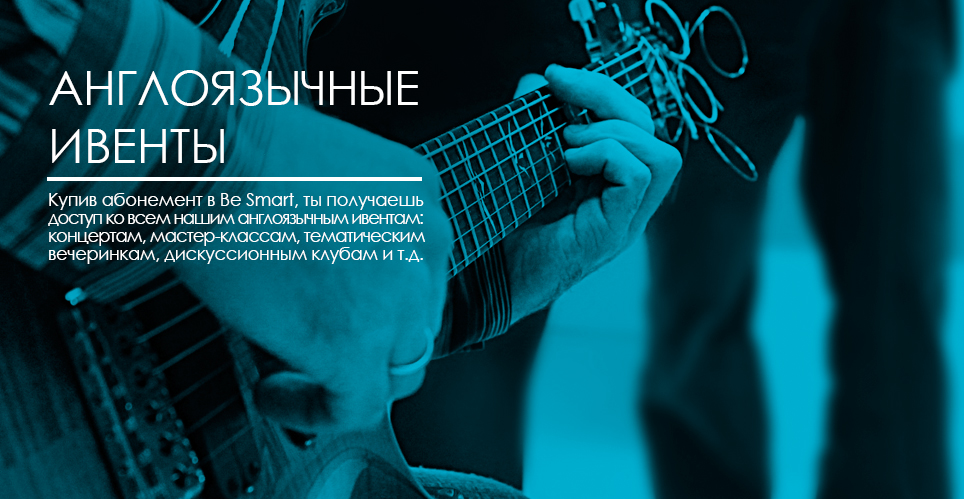 АНГЛОЯЗЫЧНЫЕ
ИВЕНТЫ
Купив абонемент в Be Smart, ты получаешь
доступ ко всем нашим англоязычным ивентам:
концертам, мастер-классам, тематическим
вечеринкам, дискуссионным клубам и т.д.